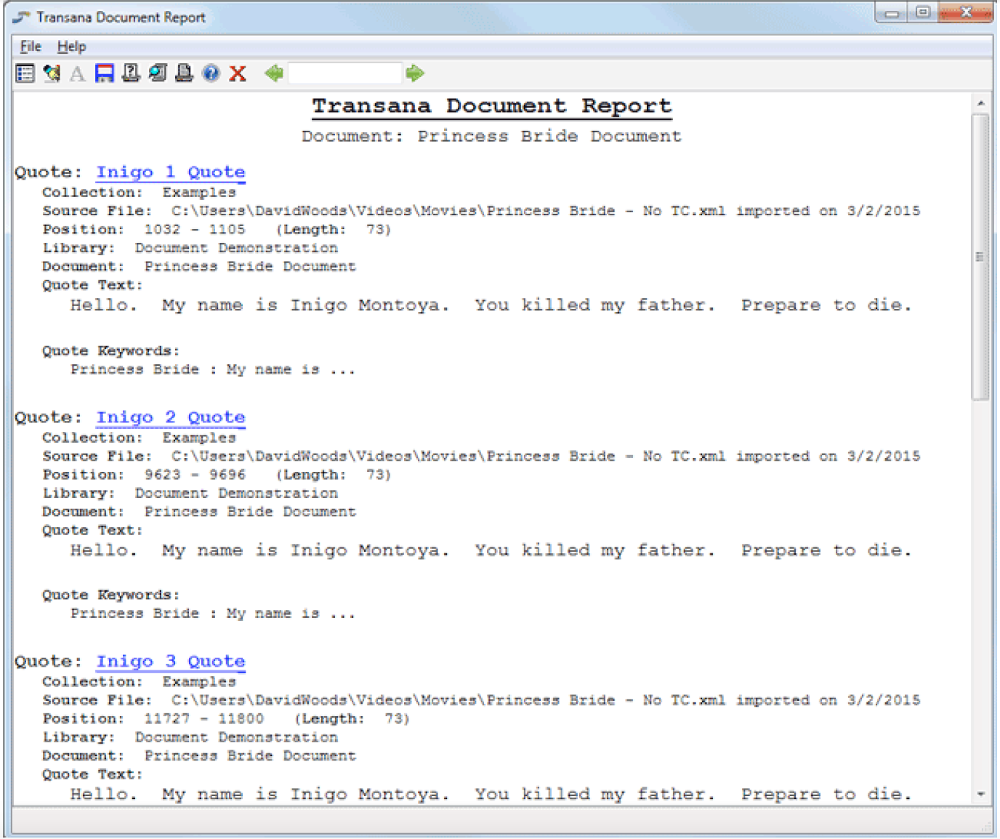 Transana Document Report
File Help
Transana Document Report
Document: Princess Bride Document
Quote: Inigo 1 Quote
Collection: Examples
Source File: C:\Users\DavidWoods\Videos\Movies\Princess Bride - No TC.xml imported on 3/2/2015
Position: 1032 - 1105 (Length: 73)
Library: Document Demonstration
Document: Princess Bride Document
Quote Text:
Hello. My name is Inigo Montoya. You killed my father. Prepare to die.
Quote Keywords:
Princess Bride : My name is ...
Quote: Inigo 2 Quote
Collection: Examples
Source File: C:\Users\DavidWoods\Videos\Movies\Princess Bride - No TC.xml imported on 3/2/2015
Position: 9623 - 9696 (Length: 73)
Library: Document Demonstration
Document: Princess Bride Document
Quote Text:
Hello. My name is Inigo Montoya. You killed my father. Prepare to die.
Quote Keywords:
Princess Bride : My name is ...
Quote: Inigo 3 Quote
Collection: Examples
Source File: C:\Users\DavidWoods\Videos\Movies\Princess Bride - No TC.xml imported on 3/2/2015
Position: 11727 - 11800 (Length: 73)
Library: Document Demonstration
Document: Princess Bride Document
Quote Text:
Hello. My name is Inigo Montoya. You killed my father. Prepare to die.